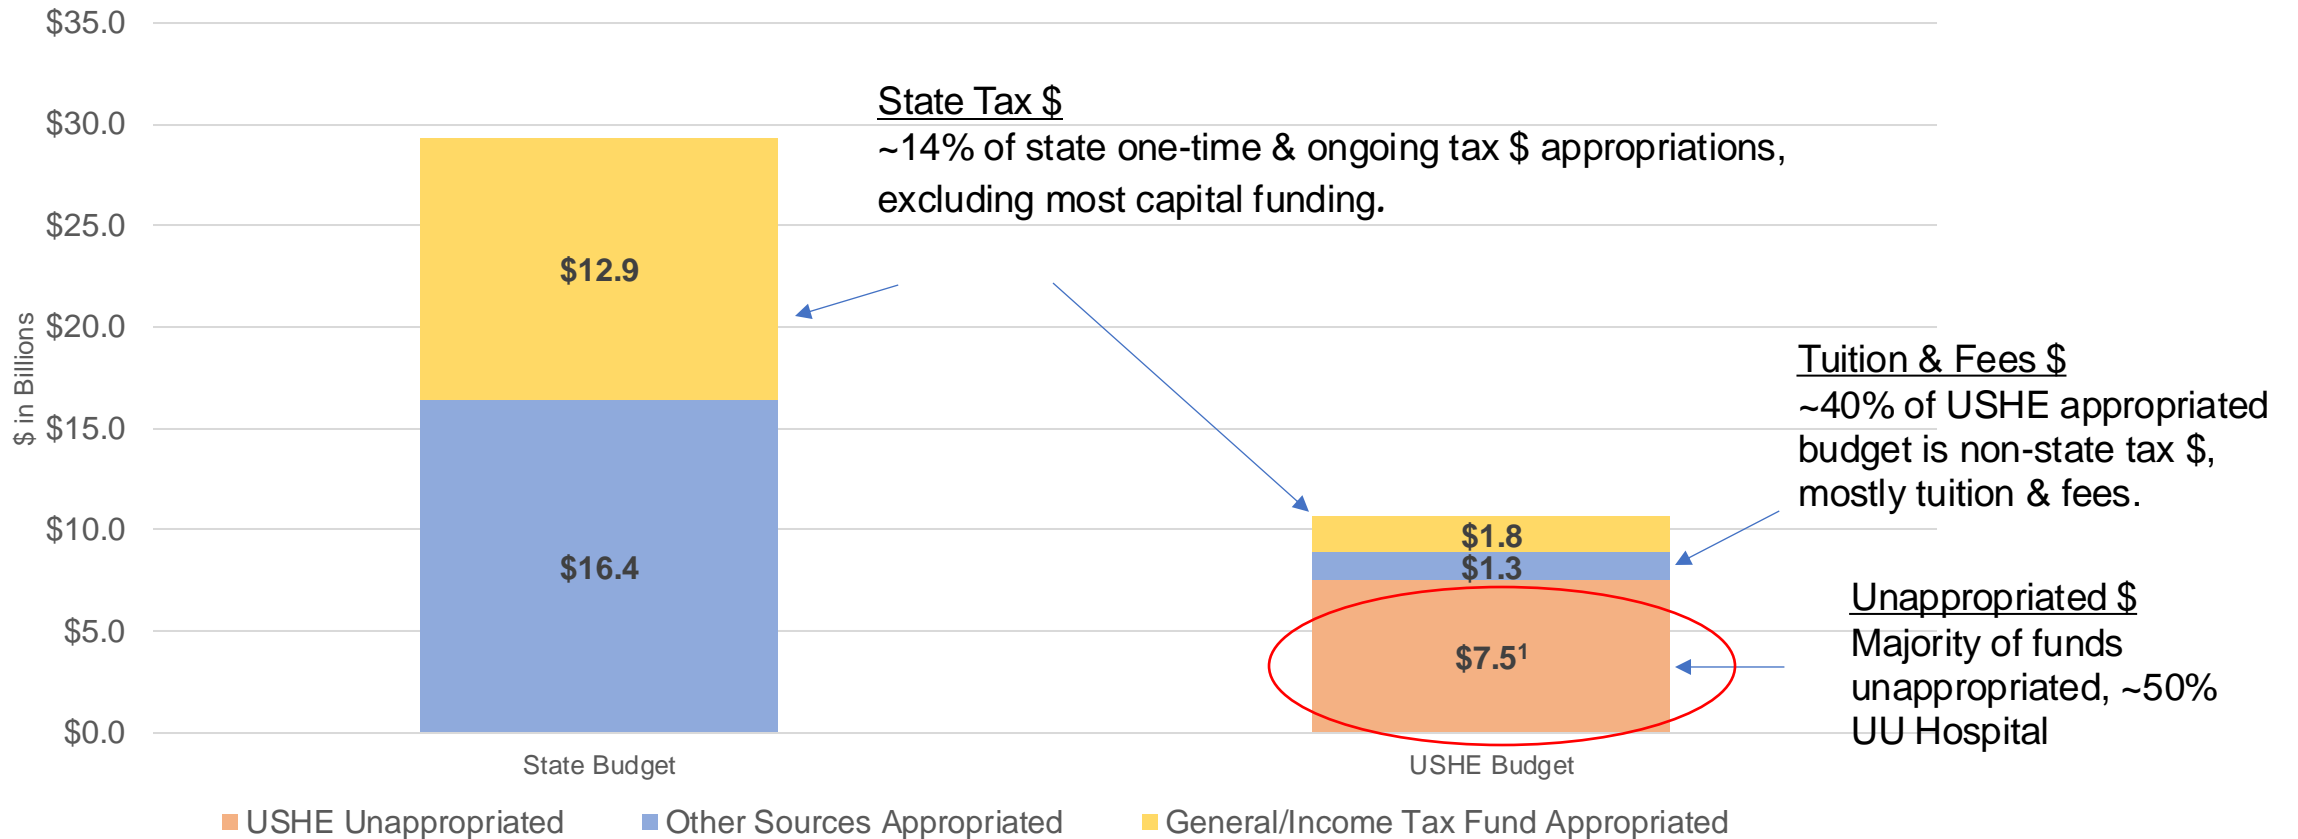 $35.0
$30.0
$25.0
$20.0
$15.0
$10.0
$5.0
$0.0
$ in Billions
State Tax $
~14% of state one-time & ongoing tax $ appropriations,
excluding most capital funding.
$12.9
$16.4
Tuition & Fees $
~40% of USHE appropriated
budget is non-state tax $,
mostly tuition & fees.
$1.8
$1.3
$7.5¹
Unappropriated $
Majority of funds
unappropriated, ~50%
UU Hospital
State Budget
USHE Budget
USHE Unappropriated
Other Sources Appropriated
General/Income Tax Fund Appropriated